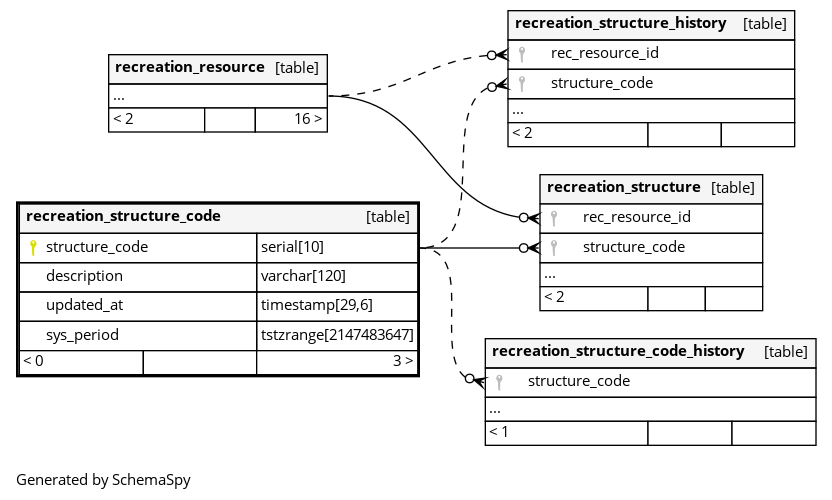 recreation_resource [table]
...
< 2 16 >
recreation_structure_code [table]
structure_code serial[10]
description varchar[120]
updated_at timestamp[29,6]
sys_period tstzrange[2147483647]
< 0 3 >
recreation_structure_history [table]
rec_resource_id
structure_code
...
< 2
recreation_structure [table]
rec_resource_id
structure_code
...
< 2
recreation_structure_code_history [table]
structure_code
...
< 1
Generated by SchemaSpy